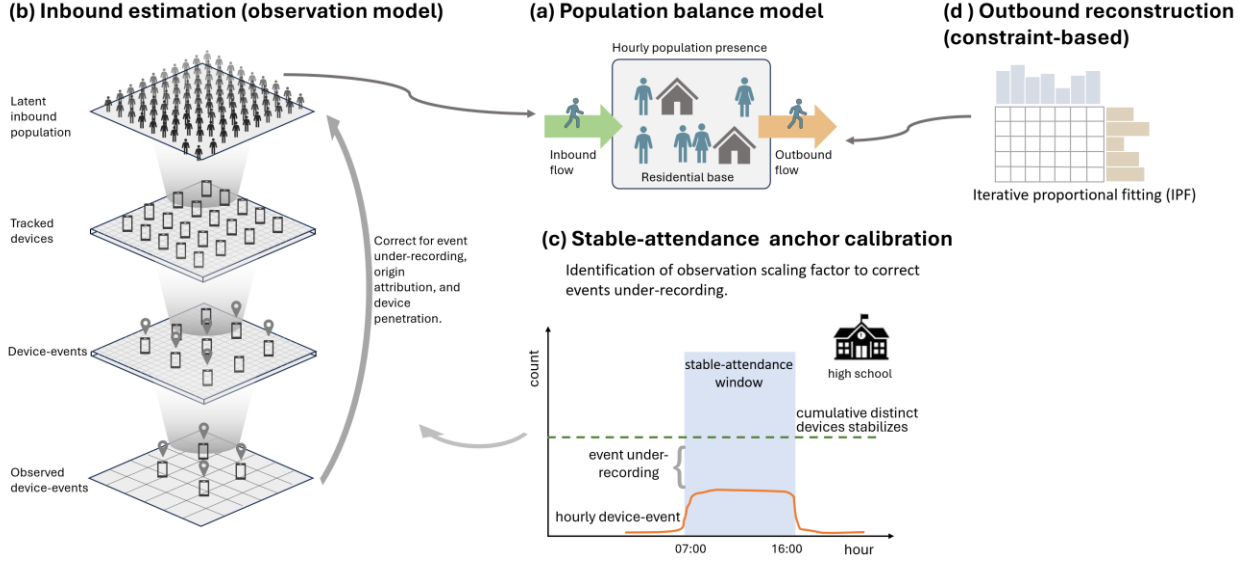 (b) Inbound estimation (observation model)
Latent
inbound
population
Tracked
devices
Device-events
Observed
device-events
Correct for event
under-recording,
origin
attribution, and
device
penetration.
(a) Population balance model
Hourly population presence
Inbound
flow
Residential base
Outbound
flow
(d ) Outbound reconstruction
(constraint-based)
Iterative proportional fitting (IPF)
(c) Stable-attendance anchor calibration
Identification of observation scaling factor to correct
events under-recording.
count
stable-attendance
window
high school
cumulative distinct
devices stabilizes
event under-
recording
hourly device-event
07:00
16:00
hour